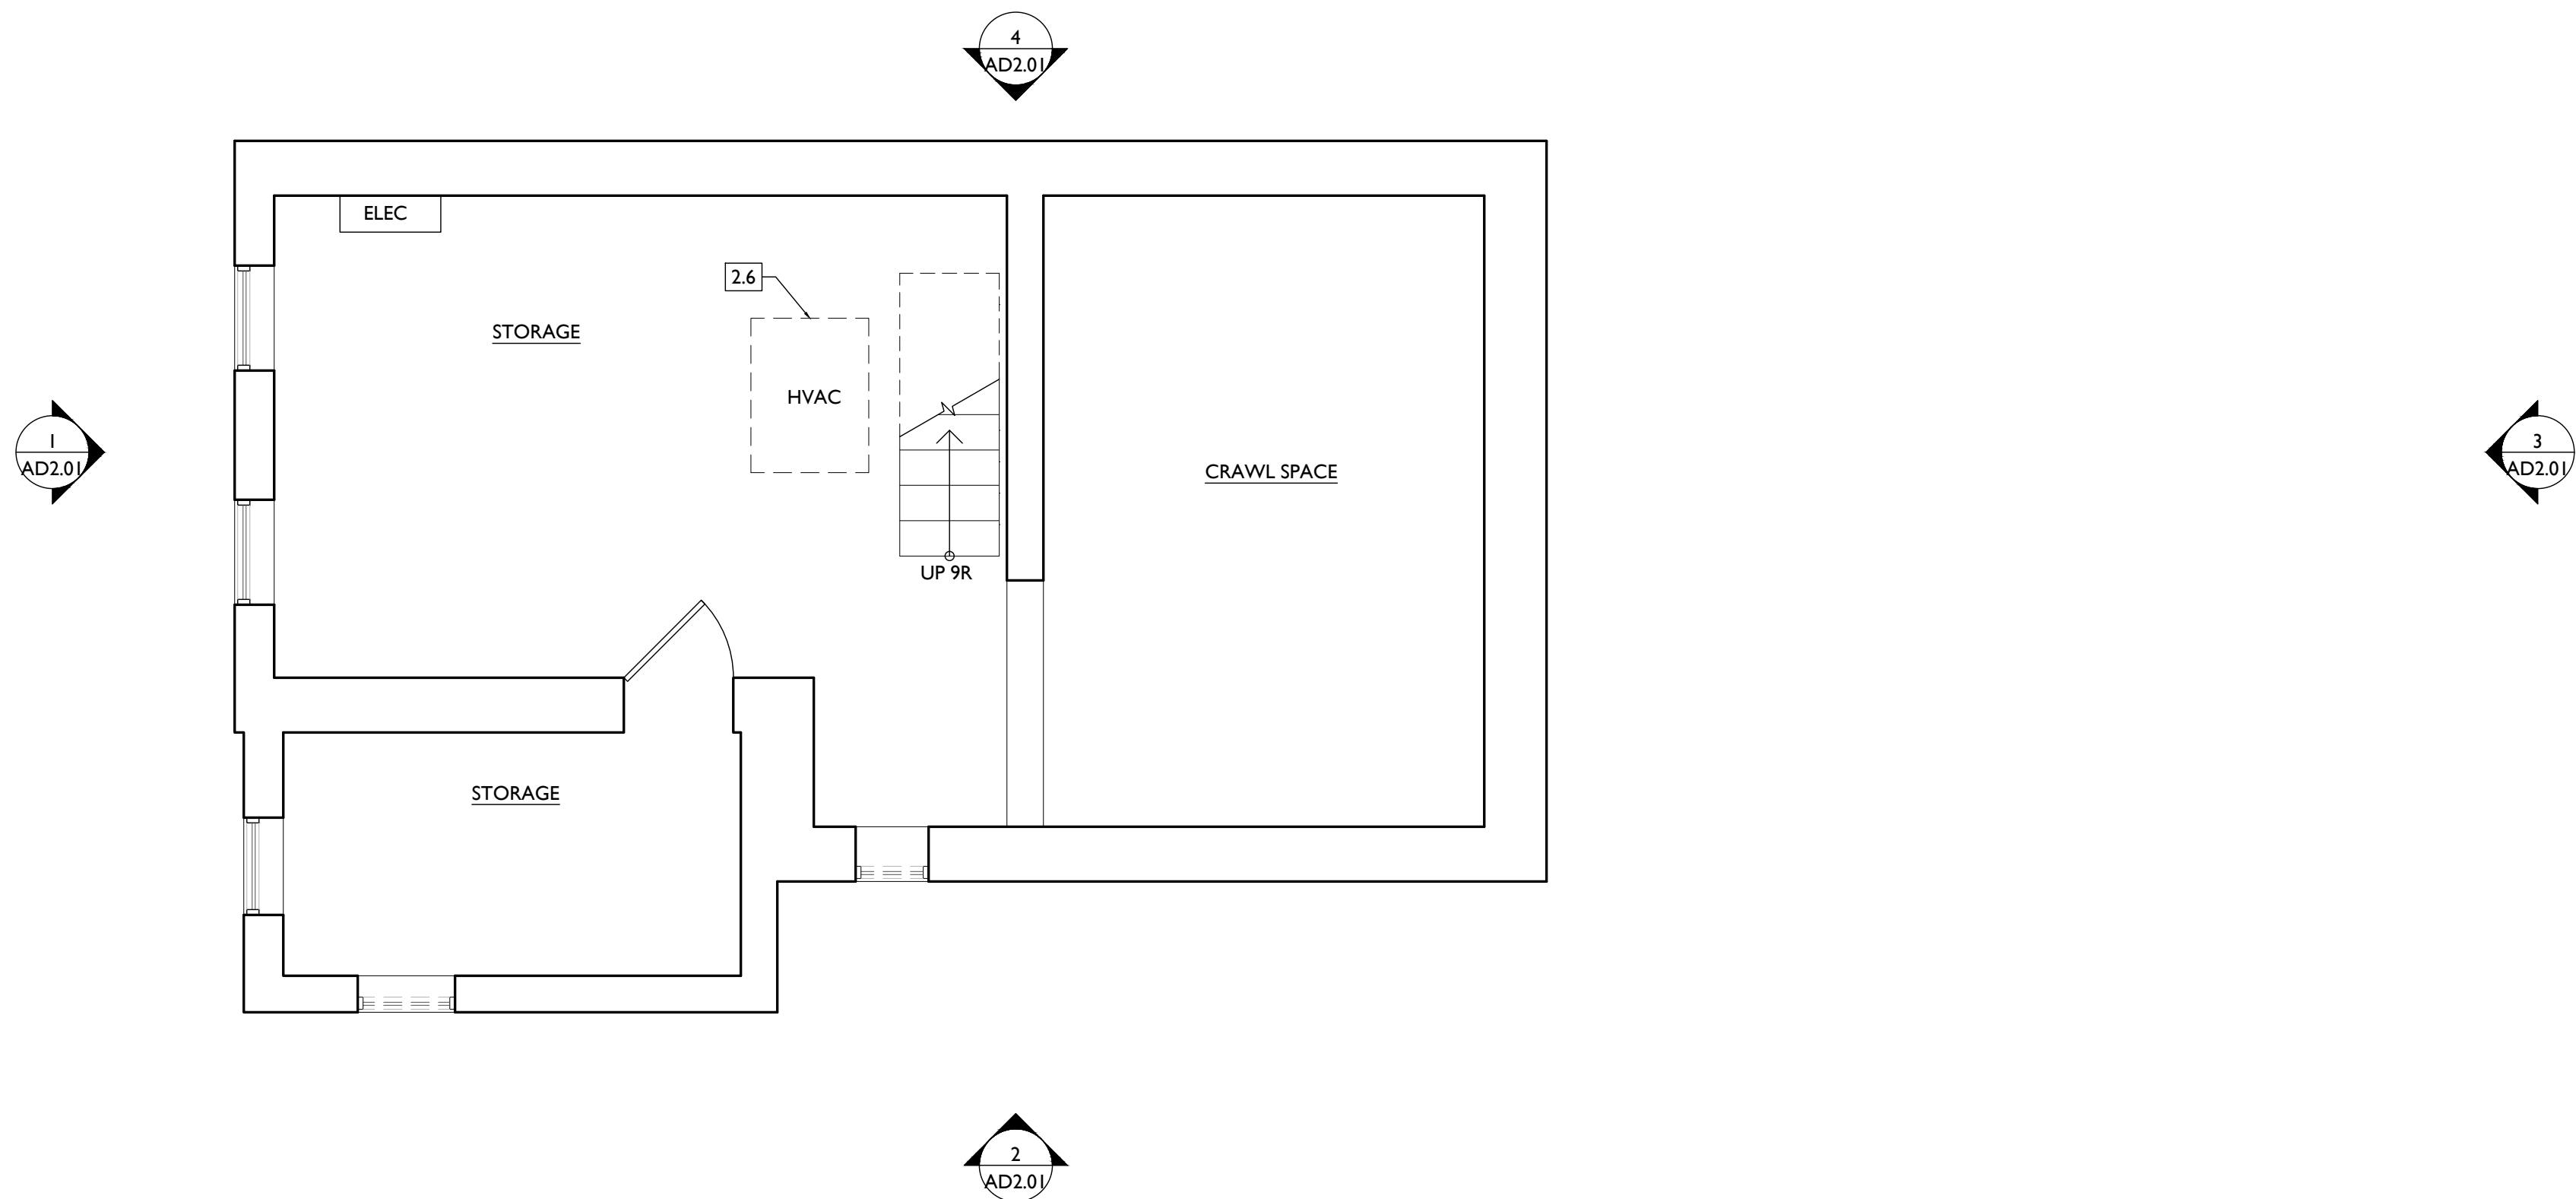 4
AD2.01
ELEC
2.6
STORAGE
HVAC
1
AD2.01
CRAWL SPACE
3
AD2.01
UP 9R
STORAGE
2
AD2.01